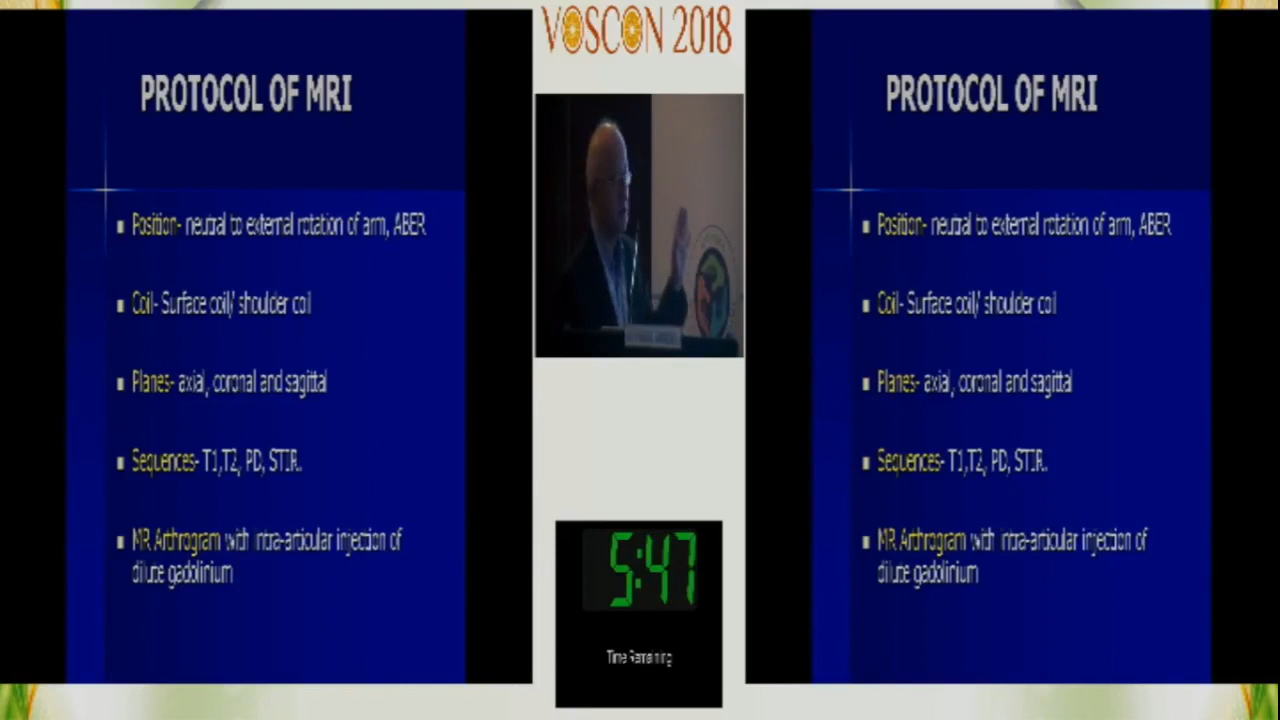 VOSCON 2018
PROTOCOL OF MRI
Position- neutral to external rotation of arm, ABER
Coil- Surface coil/ shoulder coil
Planes- axial, coronal and sagittal
Sequences- T1,T2, PD, STIR.
MR Arthrogram with intra-articular injection of
dilute gadolinium
5:47
Time Remaining
PROTOCOL OF MRI
Position- neutral to external rotation of arm, ABER
Coil- Surface coil/ shoulder coil
Planes- axial, coronal and sagittal
Sequences- T1,T2, PD, STIR.
MR Arthrogram with intra-articular injection of
dilute gadolinium